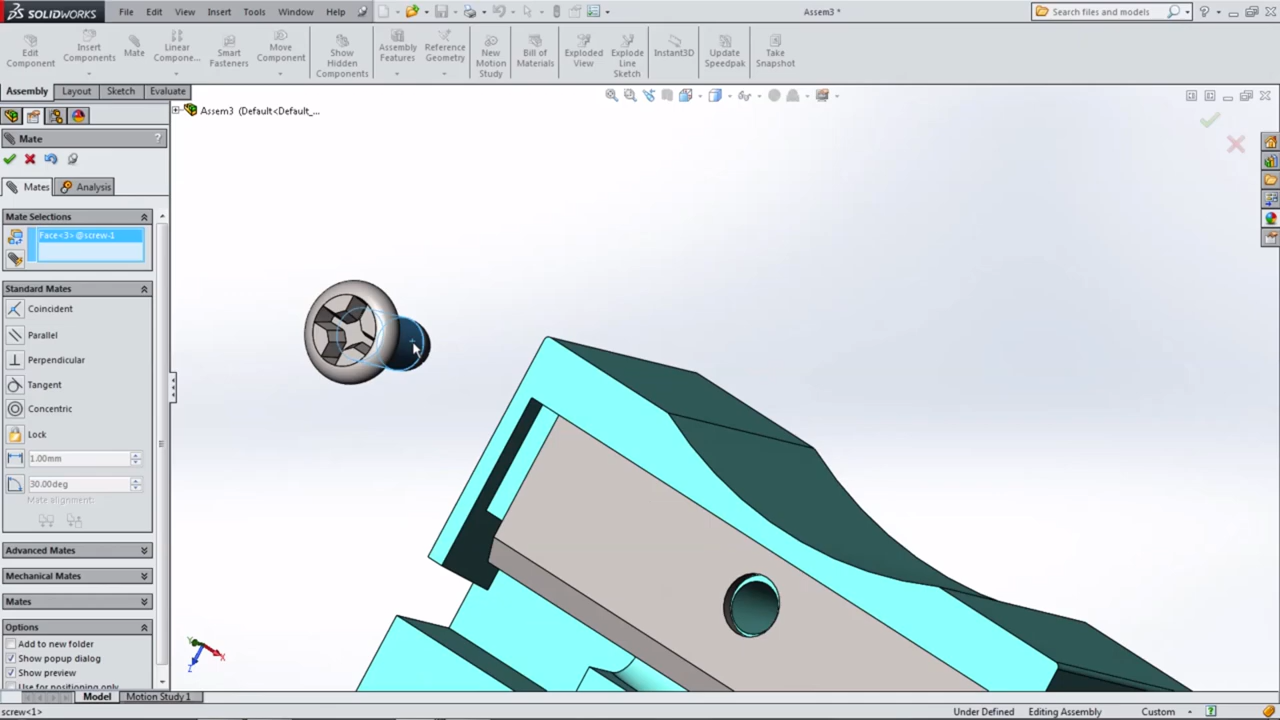 SOLIDWORKS File Edit View Insert Tools Window Help Assem3 * Search files and models
Edit Component
Insert Components
Mate
Linear Compone...
Smart Fasteners
Move Component
Show Hidden Components
Assembly Features
Reference Geometry
New Motion Study
Bill of Materials
Exploded View
Explode Line Sketch
Instant3D
Update Speedpak
Take Snapshot
Assembly Layout Sketch Evaluate
Assem3 (Default<Default_...
Mate ?
Mates Analysis
Mate Selections
Face<3>@screw-1
Standard Mates
Coincident
Parallel
Perpendicular
Tangent
Concentric
Lock
1.00mm
30.00deg
Mate alignment:
Advanced Mates
Mechanical Mates
Mates
Options
Add to new folder
Show popup dialog
Show preview
Use for positioning only
Y X Z
Model Motion Study 1
screw<1> Under Defined Editing Assembly Custom